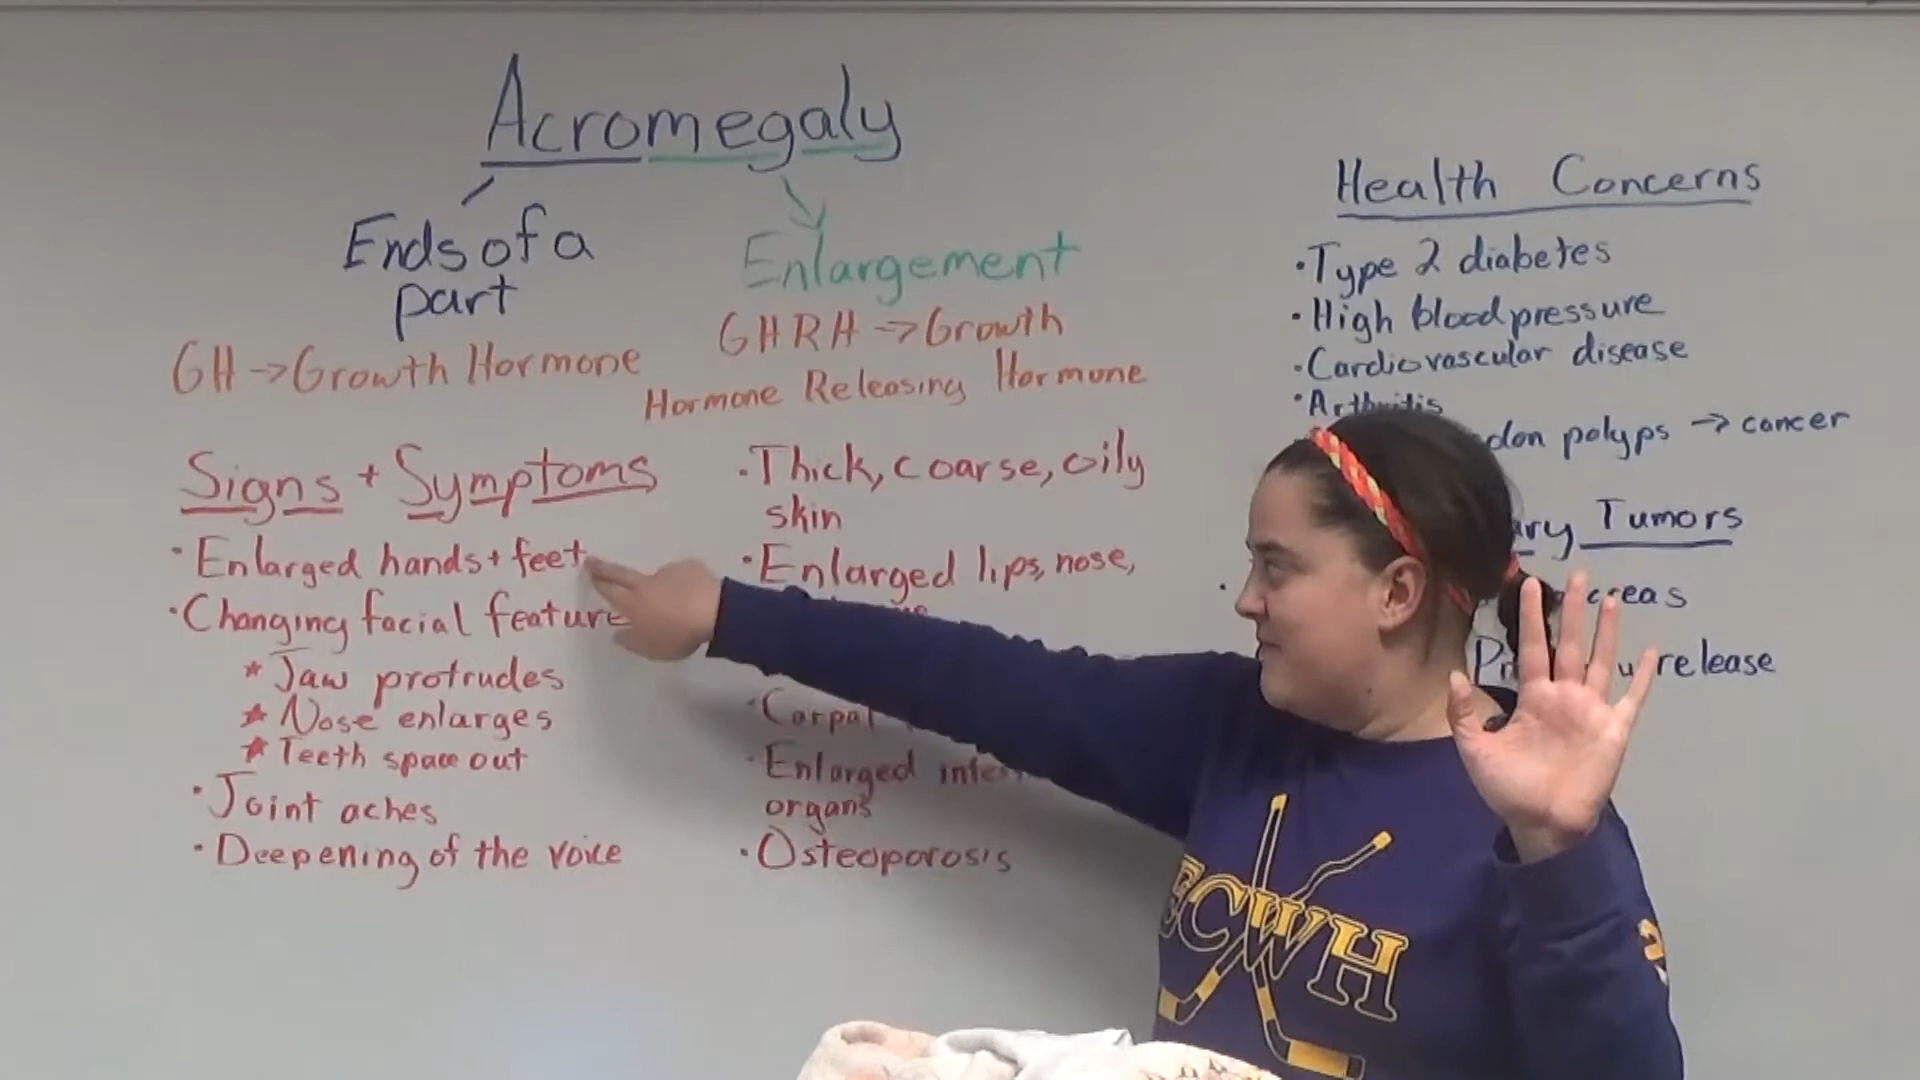 Acromegaly
Ends of a
part
Enlargement
GH → Growth Hormone
GHRH → Growth
Hormone Releasing Hormone
Signs + Symptoms
· Enlarged hands + feet
· Changing facial feature
* Jaw protrudes
* Nose enlarges
* Teeth space out
· Joint aches
· Deepening of the voice
· Thick, coarse, oily
skin
· Enlarged lips, nose,
· Carpal
· Enlarged
organs
· Osteoporosis
Health Concerns
· Type 2 diabetes
· High blood pressure
· Cardiovascular disease
· Arthritis
polyps → cancer
Tumors
release
ECWH